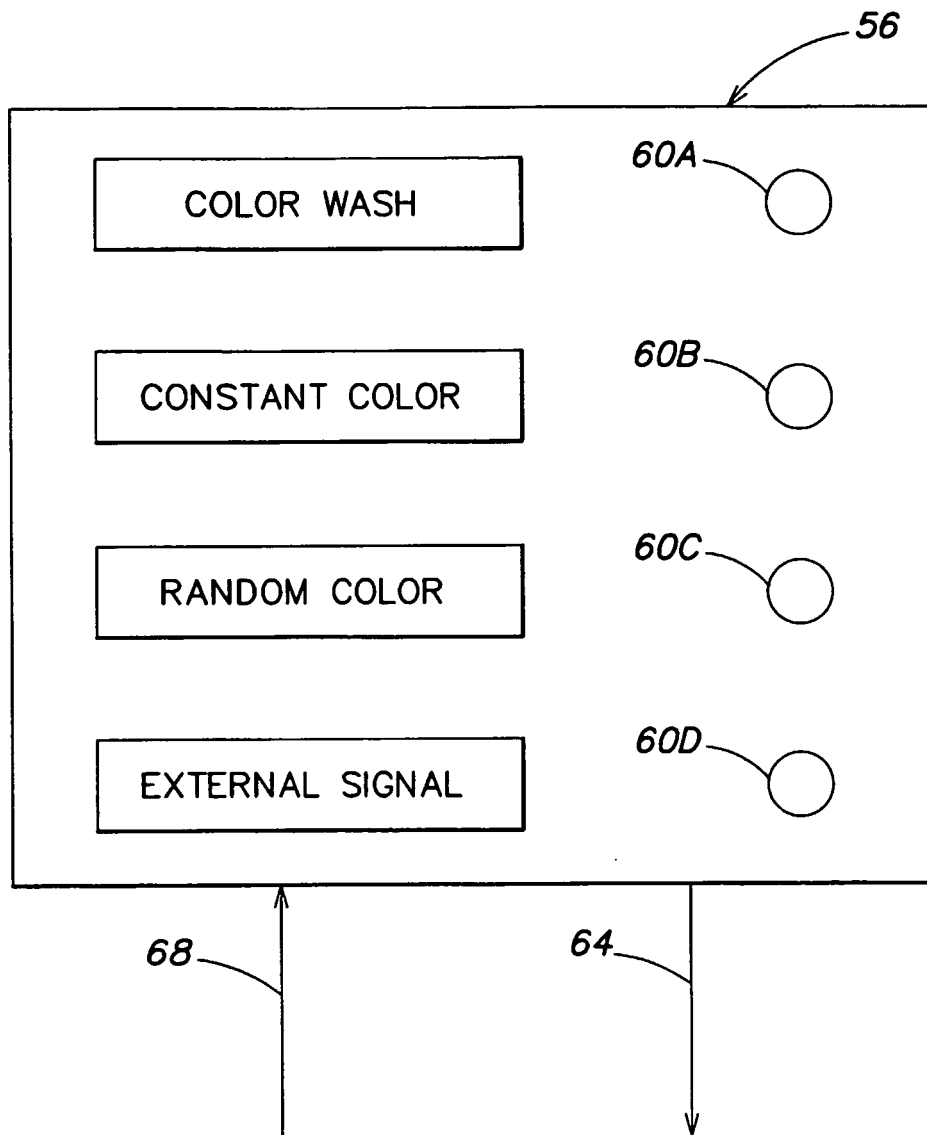 56
60A
COLOR WASH
60B
CONSTANT COLOR
60C
RANDOM COLOR
60D
EXTERNAL SIGNAL
68
64